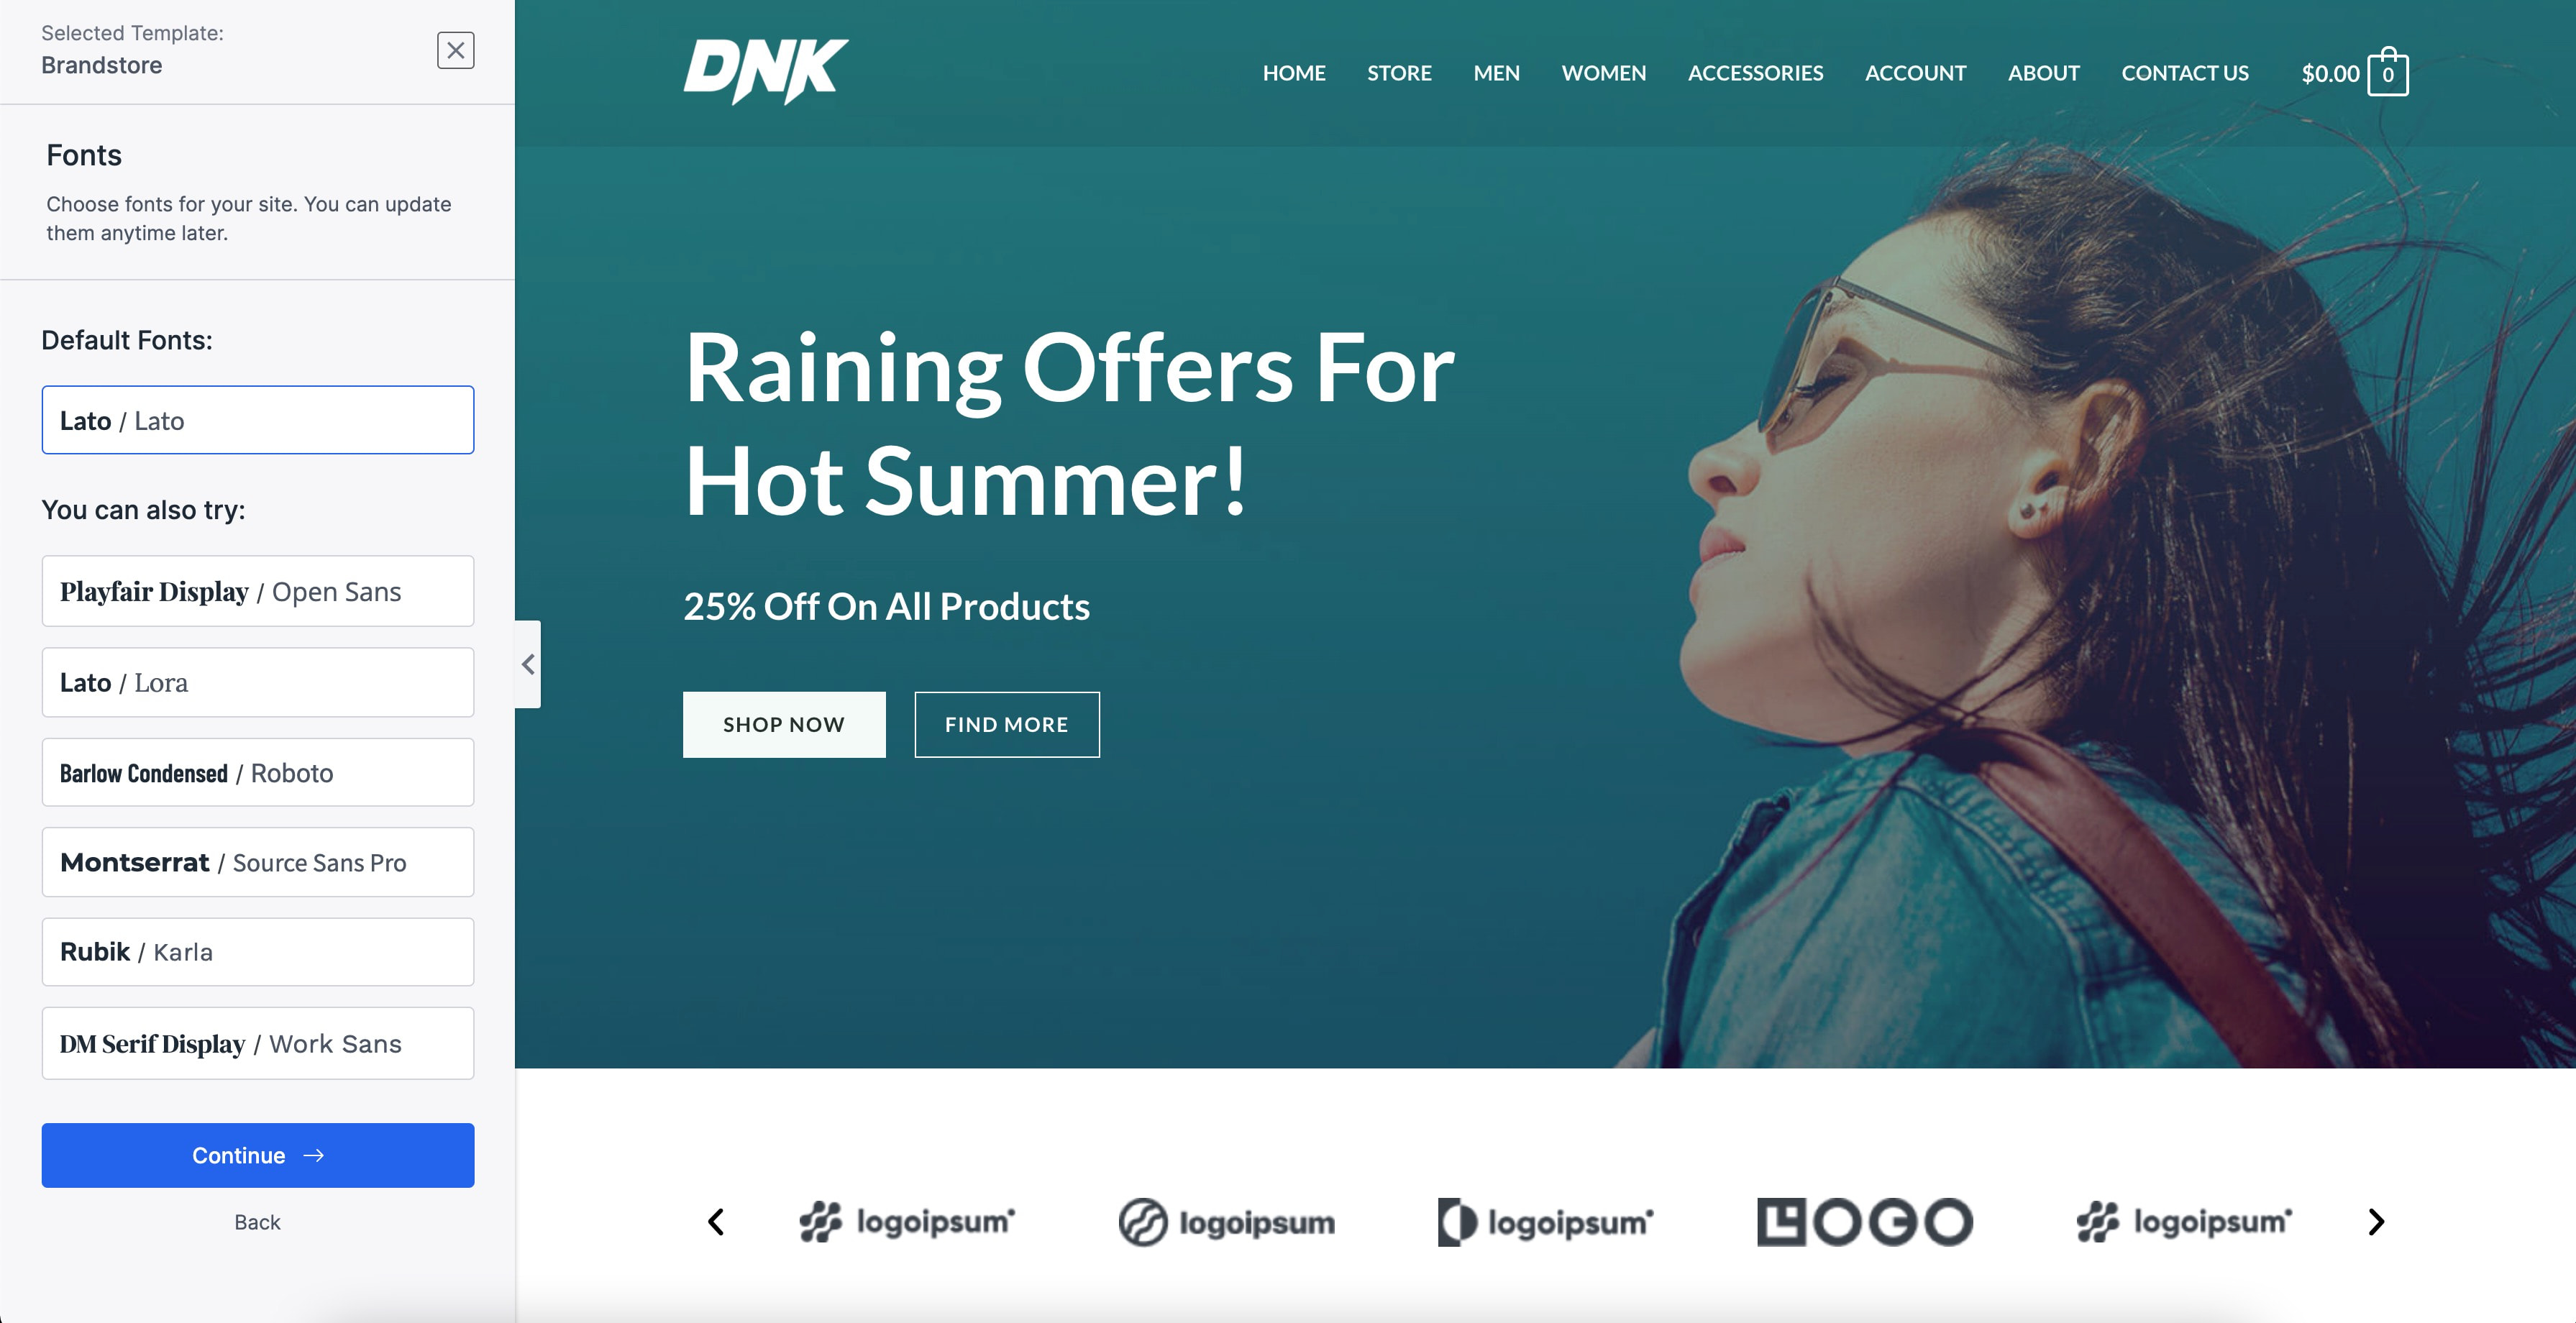 Selected Template:
Brandstore
Fonts
Choose fonts for your site. You can update
them anytime later.
Default Fonts:
Lato / Lato
You can also try:
Playfair Display / Open Sans
Lato / Lora
Barlow Condensed / Roboto
Montserrat / Source Sans Pro
Rubik / Karla
DM Serif Display / Work Sans
Continue →
Back
DNK
HOME STORE MEN WOMEN ACCESSORIES ACCOUNT ABOUT CONTACT US $0.00 0
Raining Offers For
Hot Summer!
25% Off On All Products
SHOP NOW FIND MORE
logoipsum logoipsum logoipsum LOGO logoipsum